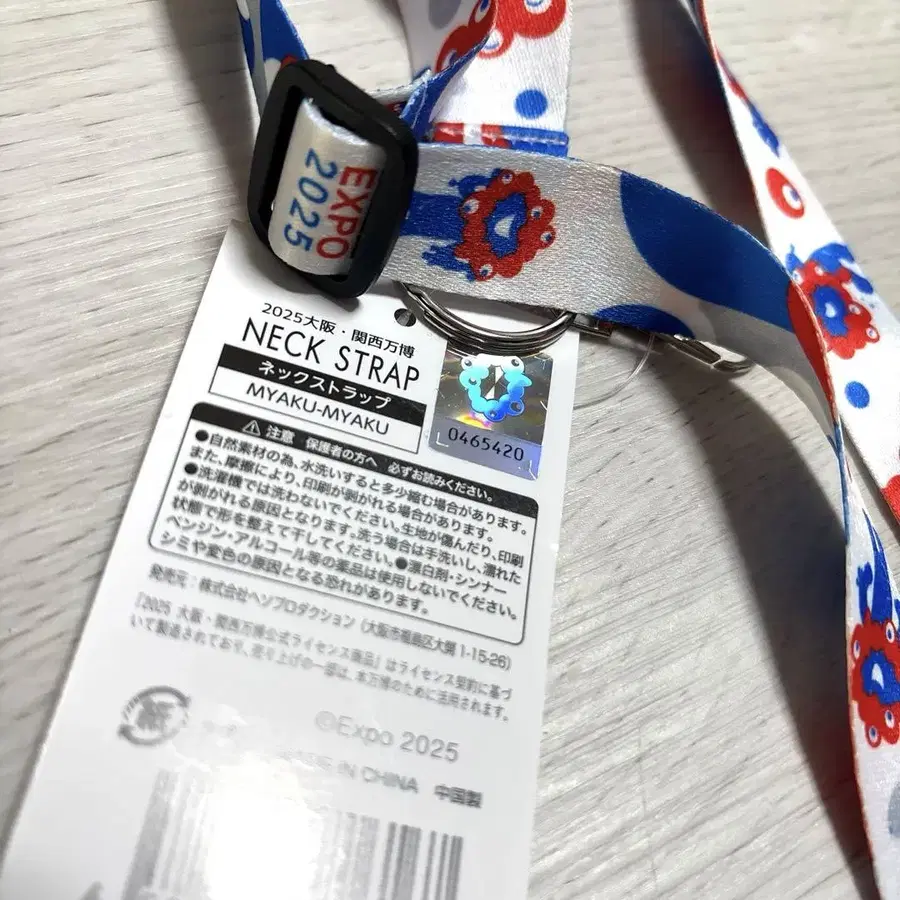 EXPO
2025
2025大阪・関西万博
NECK STRAP
ネックストラップ
MYAKU-MYAKU
0465420
注意 保護者の方へ 必ずお読みください。
●自然素材の為、水洗いすると多少縮む場合があります。
また、摩擦により、印刷が剥がれる場合があります。
●洗濯機では洗わないでください。生地が傷んだり、印刷
が剥がれる原因となります。洗う場合は手洗いし、濡れた
状態で形を整えて干してください。●漂白剤・シンナー
ベンジン・アルコール等の薬品は使用しないでください。
シミや変色の原因となる恐れがあります。
発売元:株式会社ヘソプロダクション(大阪市福島区大開 1-15-26)
「2025 大阪・関西万博公式ライセンス商品」はライセンス契約に基づ
いて製造されており、売り上げの一部は、本万博のために活用されます。
紙
©Expo 2025
IN CHINA 中国製